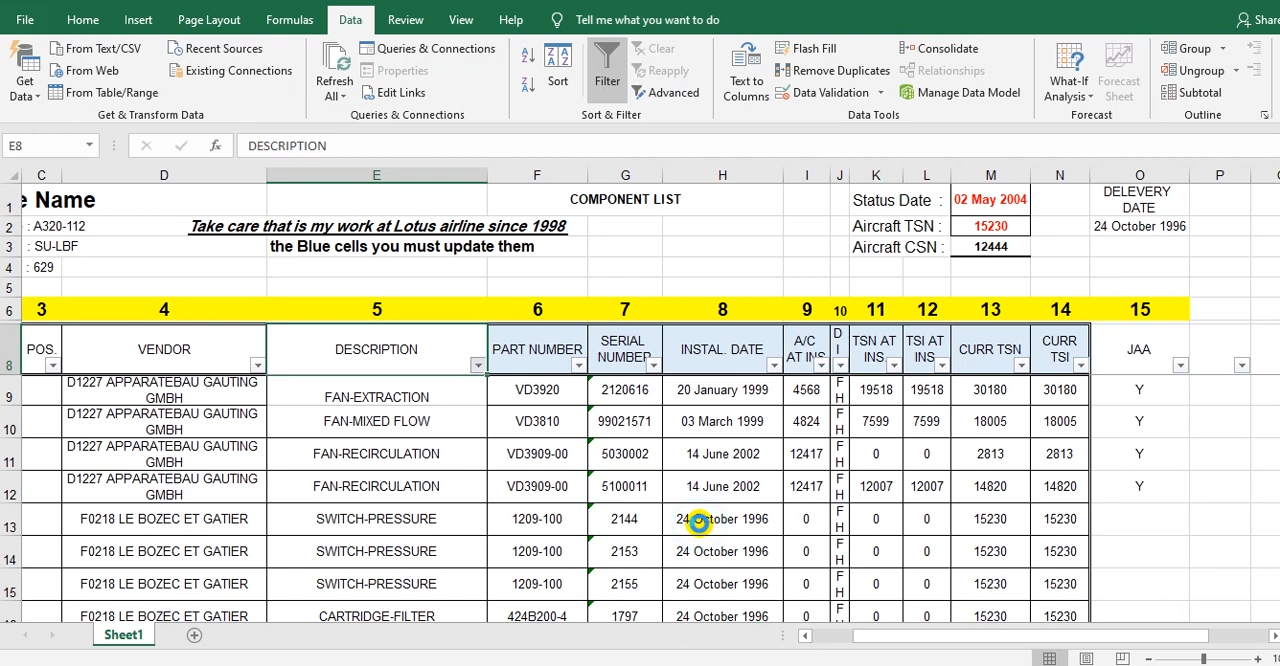 File Home Insert Page Layout Formulas Data Review View Help Tell me what you want to do Share
From Text/CSV Recent Sources Queries & Connections Clear Flash Fill Consolidate Group
Get Data From Web Existing Connections Refresh All Properties Sort Filter Reapply Text to Columns Remove Duplicates Relationships What-If Analysis Forecast Sheet Ungroup
From Table/Range Edit Links Advanced Data Validation Manage Data Model Subtotal
Get & Transform Data Queries & Connections Sort & Filter Data Tools Forecast Outline
E8 fx DESCRIPTION
C D E F G H I J K L M N O P
1 Name COMPONENT LIST Status Date : 02 May 2004 DELEVERY DATE
2 : A320-112 Take care that is my work at Lotus airline since 1998 Aircraft TSN : 15230 24 October 1996
3 : SU-LBF the Blue cells you must update them Aircraft CSN : 12444
4 : 629
5
6 3 4 5 6 7 8 9 10 11 12 13 14 15
8 POS. VENDOR DESCRIPTION PART NUMBER SERIAL NUMBER INSTAL. DATE A/C AT INS D I TSN AT INS TSI AT INS CURR TSN CURR TSI JAA
9 D1227 APPARATEBAU GAUTING GMBH FAN-EXTRACTION VD3920 2120616 20 January 1999 4568 F H 19518 19518 30180 30180 Y
10 D1227 APPARATEBAU GAUTING GMBH FAN-MIXED FLOW VD3810 99021571 03 March 1999 4824 F H 7599 7599 18005 18005 Y
11 D1227 APPARATEBAU GAUTING GMBH FAN-RECIRCULATION VD3909-00 5030002 14 June 2002 12417 F H 0 0 2813 2813 Y
12 D1227 APPARATEBAU GAUTING GMBH FAN-RECIRCULATION VD3909-00 5100011 14 June 2002 12417 F H 12007 12007 14820 14820 Y
13 F0218 LE BOZEC ET GATIER SWITCH-PRESSURE 1209-100 2144 24 October 1996 0 F H 0 0 15230 15230
14 F0218 LE BOZEC ET GATIER SWITCH-PRESSURE 1209-100 2153 24 October 1996 0 F H 0 0 15230 15230
15 F0218 LE BOZEC ET GATIER SWITCH-PRESSURE 1209-100 2155 24 October 1996 0 F H 0 0 15230 15230
F0218 LE BOZEC ET GATIER CARTRIDGE-FILTER 424B200-4 1797 24 October 1996 0 F 0 0 15230 15230
Sheet1